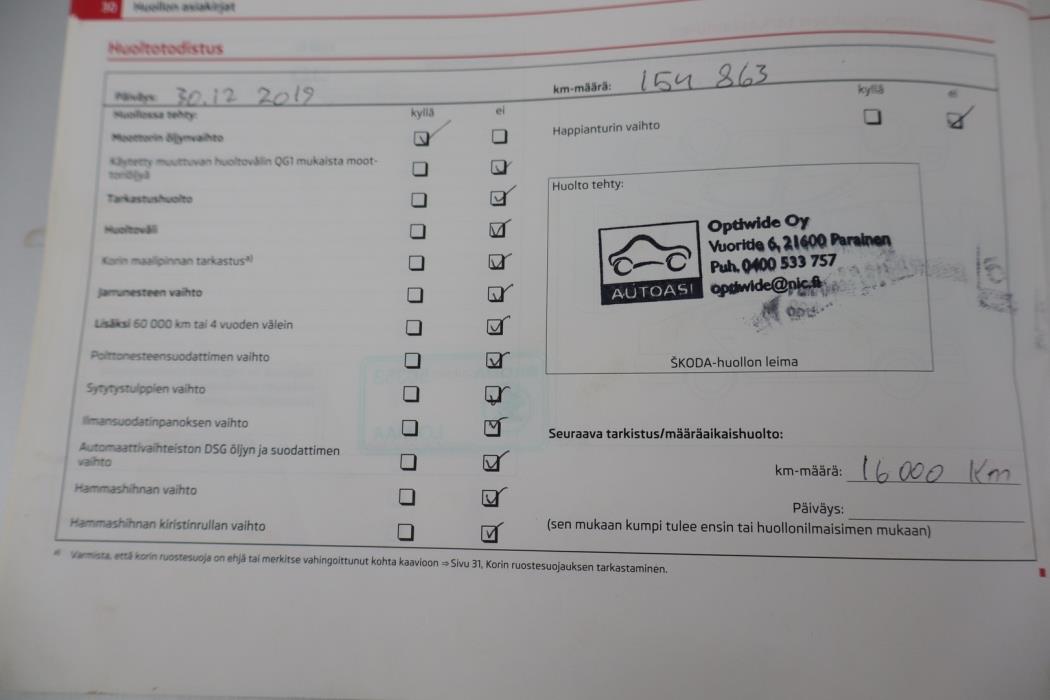 30 Huollon asiakirjat
Huoltotodistus
Päiväys: 30.12 2019
km-määrä: 154 863
Huollossa tehty:
kyllä ei
kyllä ei
Moottorin öljynvaihto
Happianturin vaihto
Käytetty muuttuvan huoltovälin QG1 mukaista moot-
toriöljyä
Tarkastushuolto
Huoltoväli
Korin maalipinnan tarkastusa)
Jarrunesteen vaihto
Lisäksi 60 000 km tai 4 vuoden välein
Polttonesteensuodattimen vaihto
Sytytystulppien vaihto
Ilmansuodatinpanoksen vaihto
Automaattivaihteiston DSG öljyn ja suodattimen
vaihto
Hammashihnan vaihto
Hammashihnan kiristinrullan vaihto
Huolto tehty:
AUTOASI
Optiwide Oy
Vuoritie 6, 21600 Parainen
Puh. 0400 533 757
optiwide@nic.fi
ŠKODA-huollon leima
Seuraava tarkistus/määräaikaishuolto:
km-määrä: 16 000 Km
Päiväys:
(sen mukaan kumpi tulee ensin tai huollonilmaisimen mukaan)
a) Varmista, että korin ruostesuoja on ehjä tai merkitse vahingoittunut kohta kaavioon ⇒ Sivu 31, Korin ruostesuojauksen tarkastaminen.